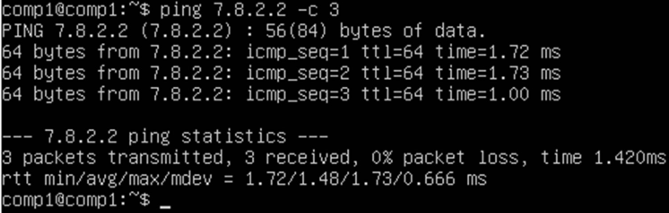 comp1@comp1:~$ ping 7.8.2.2 -c 3
PING 7.8.2.2 (7.8.2.2) : 56(84) bytes of data.
64 bytes from 7.8.2.2: icmp_seq=1 ttl=64 time=1.72 ms
64 bytes from 7.8.2.2: icmp_seq=2 ttl=64 time=1.73 ms
64 bytes from 7.8.2.2: icmp_seq=3 ttl=64 time=1.00 ms
--- 7.8.2.2 ping statistics ---
3 packets transmitted, 3 received, 0% packet loss, time 1.420ms
rtt min/avg/max/mdev = 1.72/1.48/1.73/0.666 ms
comp1@comp1:~$ _